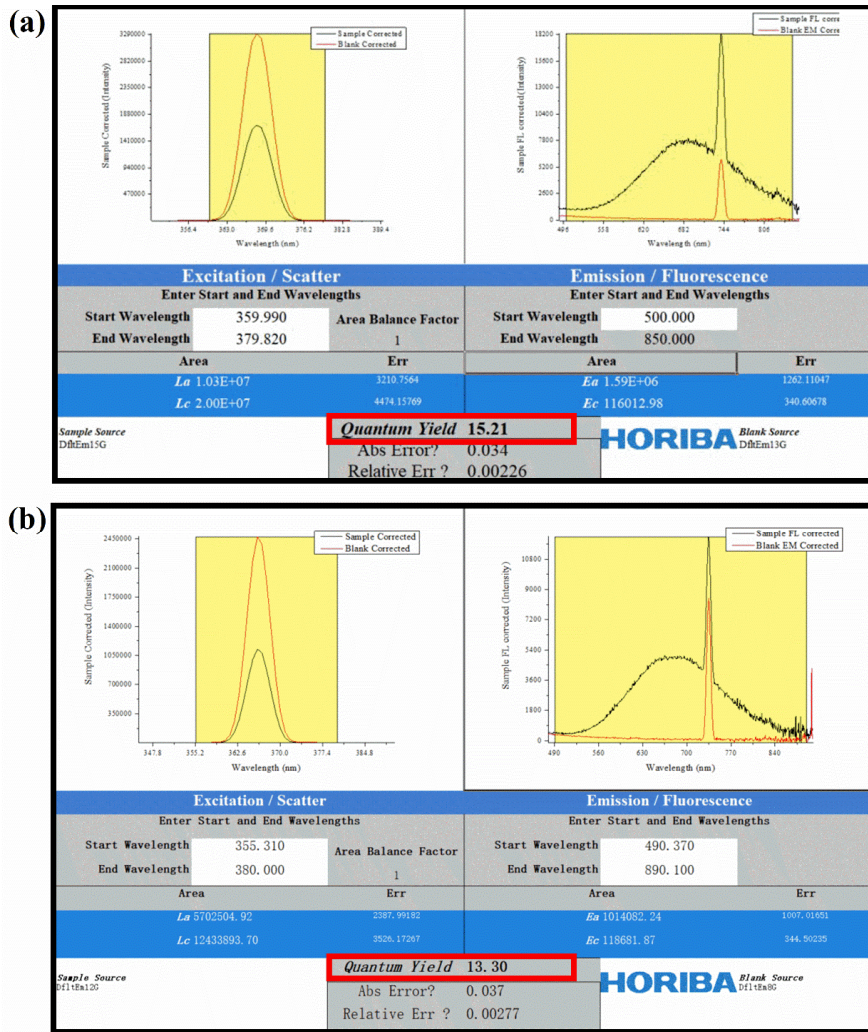 (a)
Sample Corrected
Blank Corrected
3290000
2820000
2350000
1880000
1410000
940000
470000
Sample Corrected (Intensity)
356.4 363.0 369.6 376.2 382.8 389.4
Wavelength (nm)
Sample FL corre
Blank EM Correc
18200
15600
13000
10400
7800
5200
2600
0
Sample FL corrected(Intensity)
496 558 620 682 744 806
Wavelength (nm)
Excitation / Scatter
Enter Start and End Wavelengths
Start Wavelength 359.990
End Wavelength 379.820
Area Balance Factor
1
Area Err
La 1.03E+07 3210.7564
Lc 2.00E+07 4474.15769
Emission / Fluorescence
Enter Start and End Wavelengths
Start Wavelength 500.000
End Wavelength 850.000
Area Err
Ea 1.59E+06 1262.11047
Ec 116012.98 340.60678
Sample Source
DfltEm15G
Quantum Yield 15.21
Abs Error? 0.034
Relative Err ? 0.00226
HORIBA
Blank Source
DfltEm13G
(b)
Sample Corrected
Blank Corrected
2450000
2100000
1750000
1400000
1050000
700000
350000
Sample Corrected (Intensity)
347.8 355.2 362.6 370.0 377.4 384.8
Wavelength (nm)
Sample FL corrected
Blank EM Corrected
10800
9000
7200
5400
3600
1800
0
Sample FL corrected (Intensity)
490 560 630 700 770 840
Wavelength (nm)
Excitation / Scatter
Enter Start and End Wavelengths
Start Wavelength 355.310
End Wavelength 380.000
Area Balance Factor
1
Area Err
La 5702504.92 2387.99182
Lc 12433893.70 3526.17267
Emission / Fluorescence
Enter Start and End Wavelengths
Start Wavelength 490.370
End Wavelength 890.100
Area Err
Ea 1014082.24 1007.01651
Ec 118681.87 344.50235
Sample Source
DfltEm12G
Quantum Yield 13.30
Abs Error? 0.037
Relative Err ? 0.00277
HORIBA
Blank Source
DfltEm8G